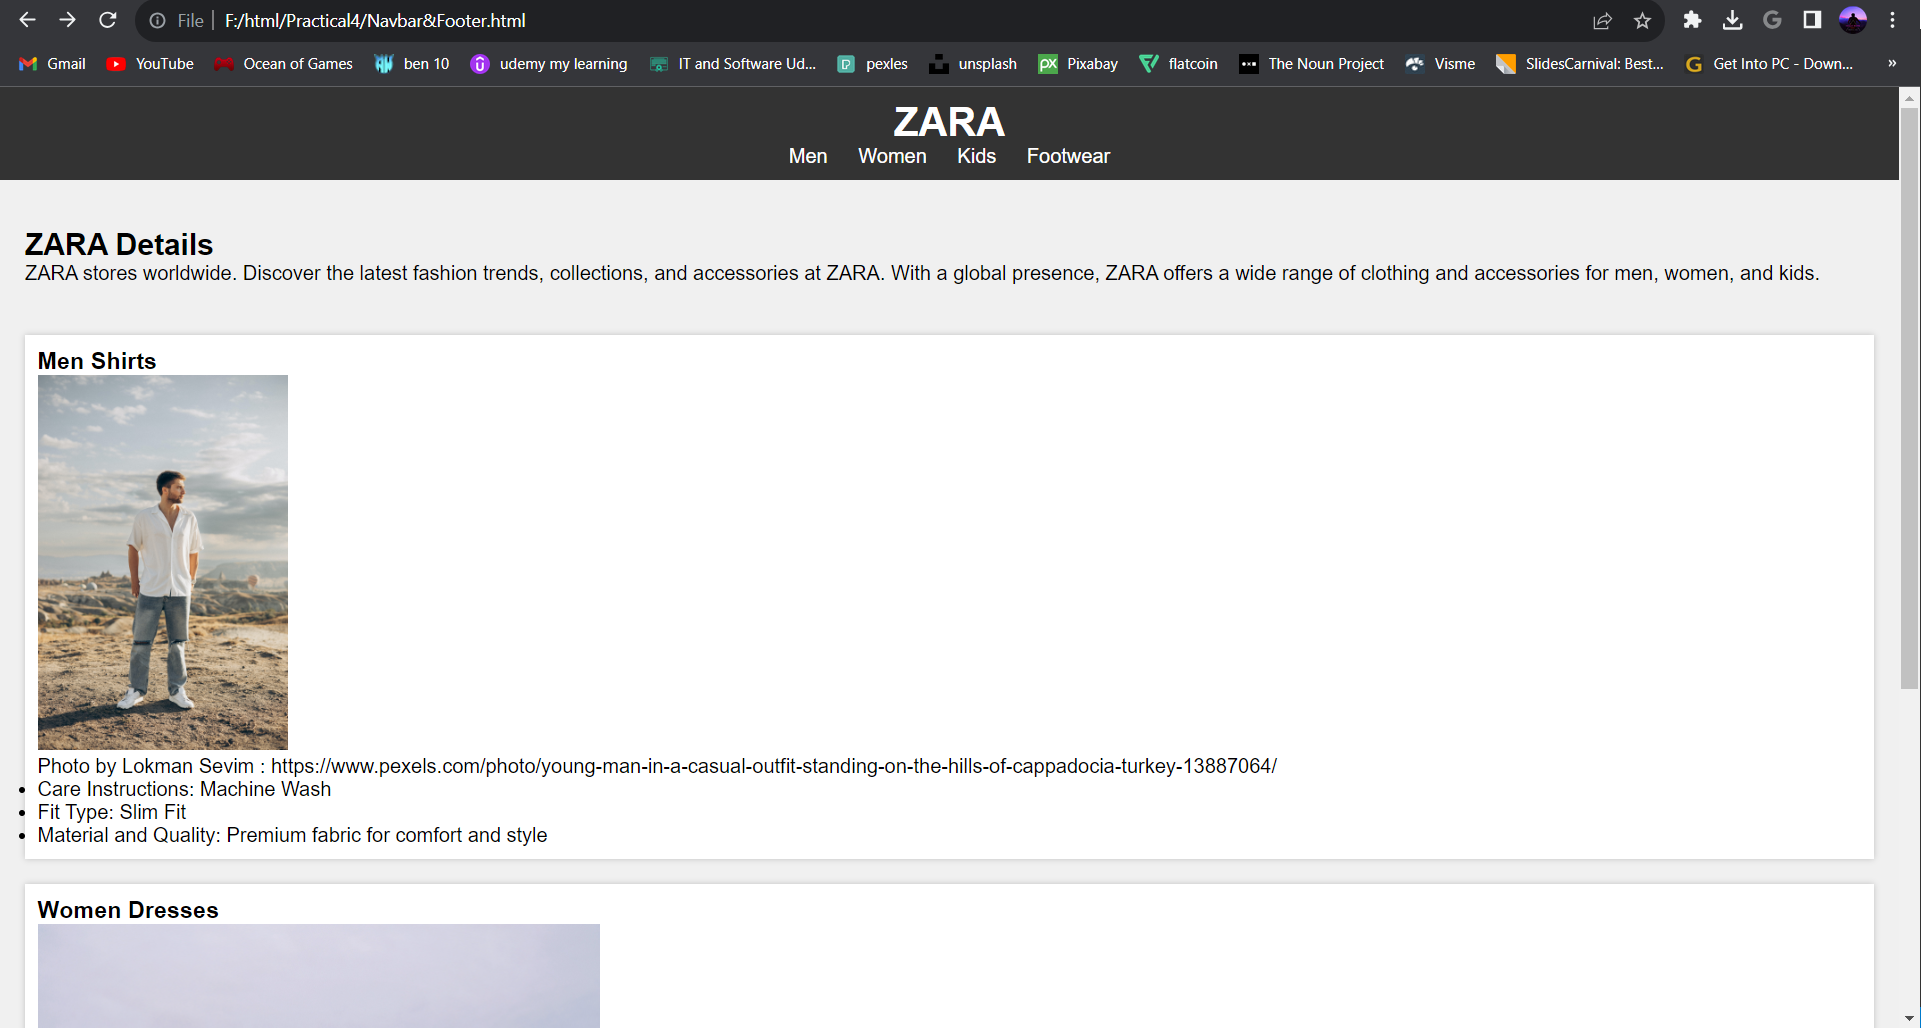 File | F:/html/Practical4/Navbar&Footer.html
Gmail YouTube Ocean of Games ben 10 udemy my learning IT and Software Ud... pexles unsplash Pixabay flatcoin The Noun Project Visme SlidesCarnival: Best... Get Into PC - Down... »
ZARA
Men Women Kids Footwear
ZARA Details
ZARA stores worldwide. Discover the latest fashion trends, collections, and accessories at ZARA. With a global presence, ZARA offers a wide range of clothing and accessories for men, women, and kids.
Men Shirts
Photo by Lokman Sevim : https://www.pexels.com/photo/young-man-in-a-casual-outfit-standing-on-the-hills-of-cappadocia-turkey-13887064/
• Care Instructions: Machine Wash
• Fit Type: Slim Fit
• Material and Quality: Premium fabric for comfort and style
Women Dresses